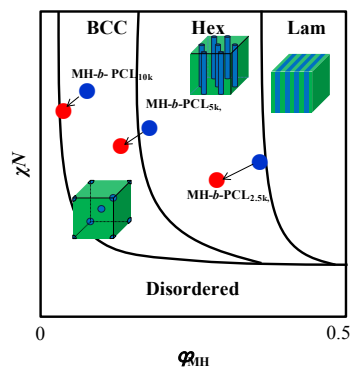 BCC Hex Lam
MH-b- PCL10k
MH-b-PCL5k,
MH-b-PCL2.5k,
χN
Disordered
0 0.5
φMH